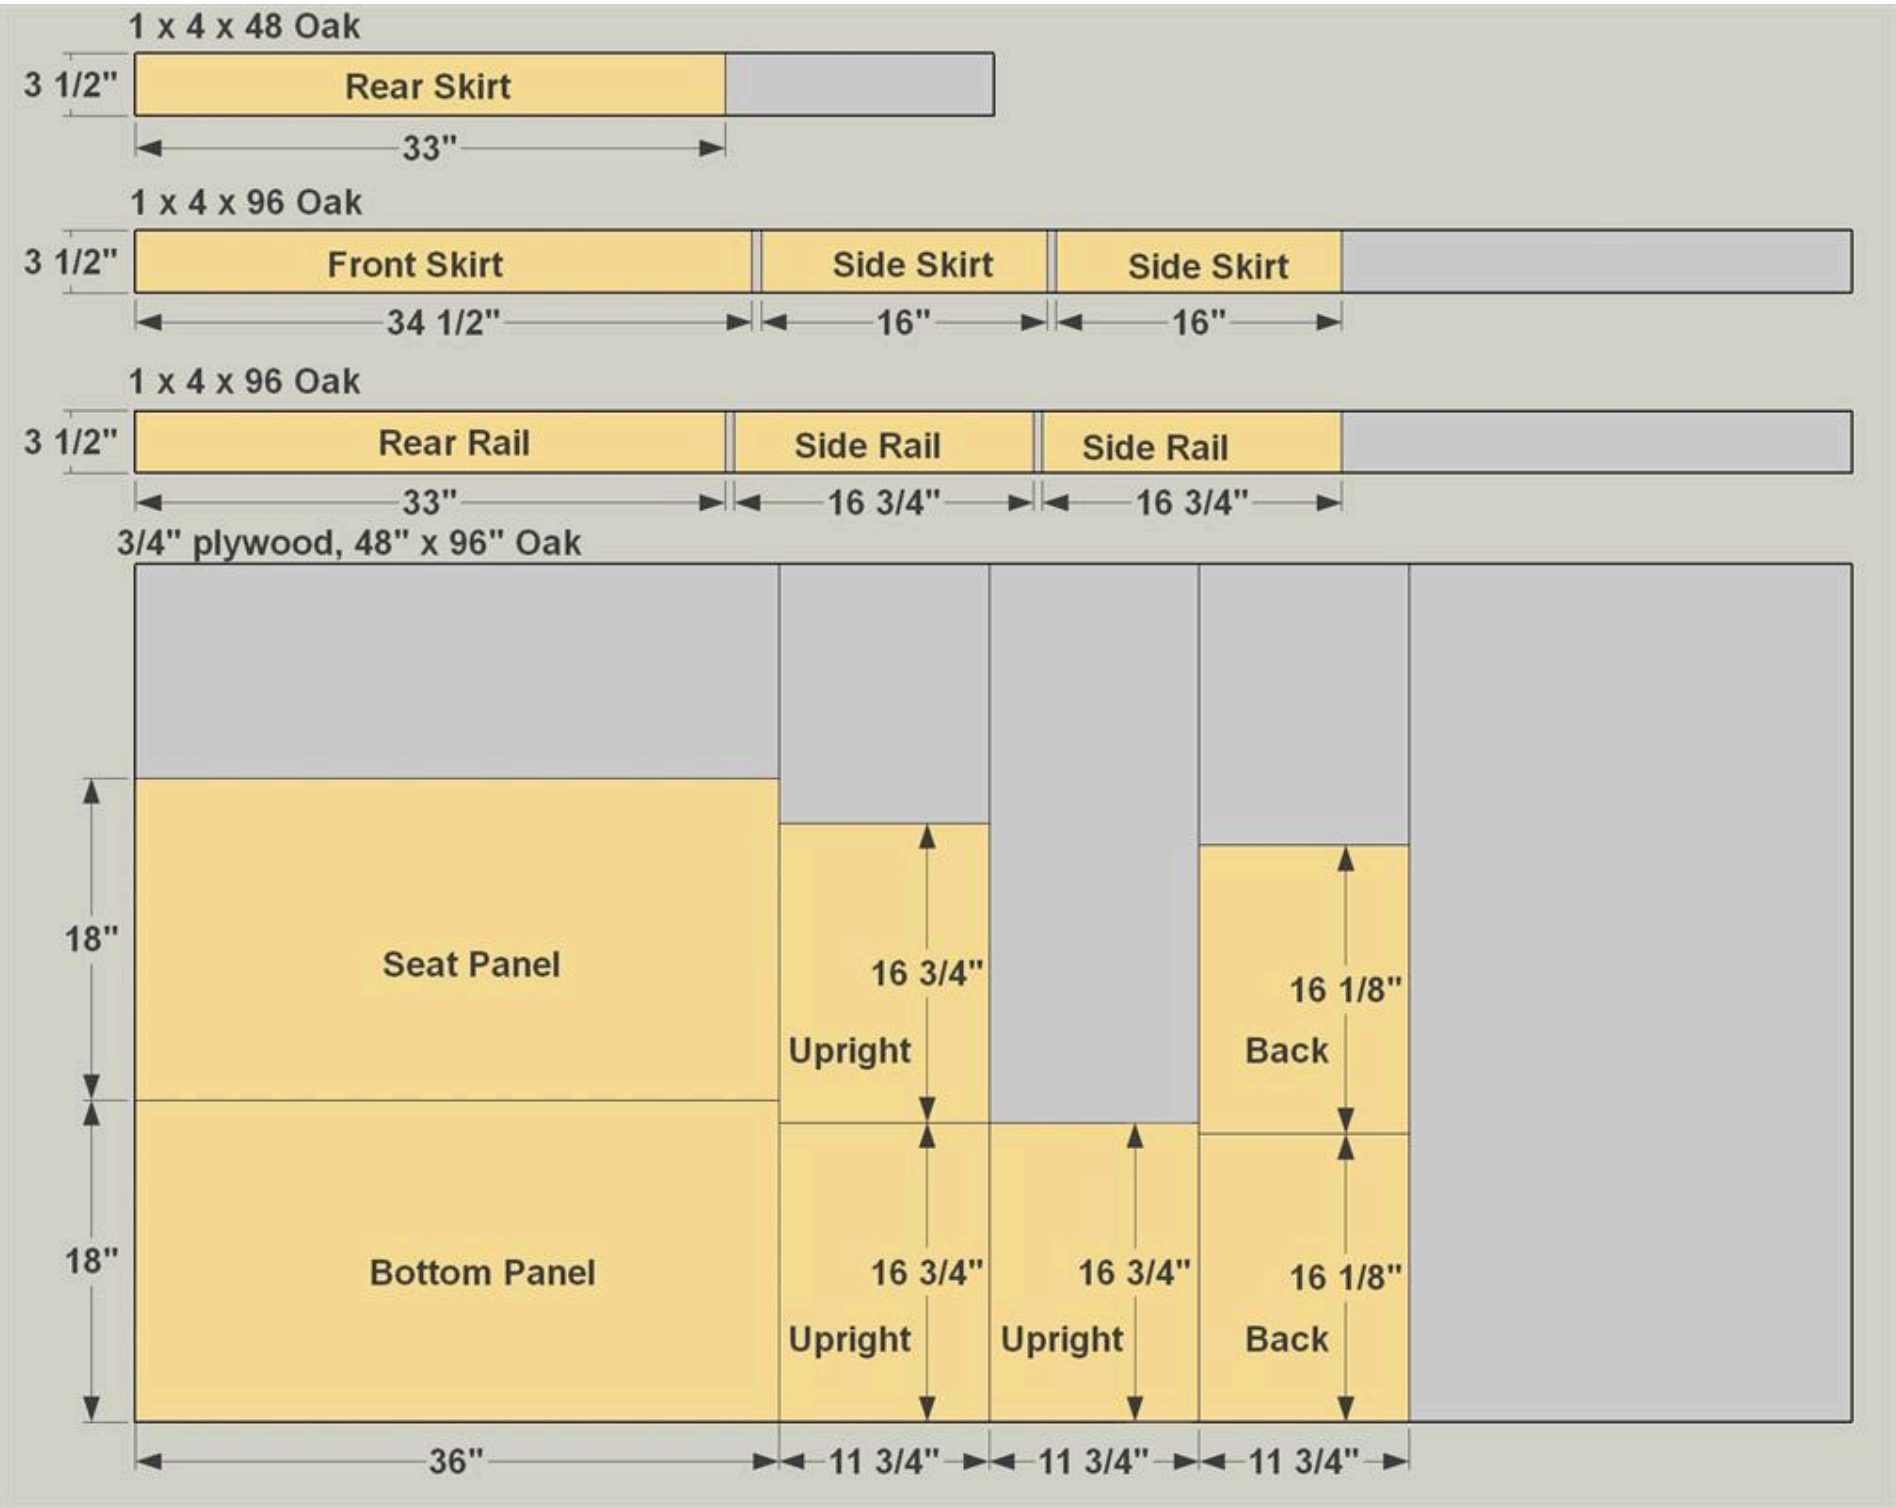 1 x 4 x 48 Oak
3 1/2"
Rear Skirt
33"
1 x 4 x 96 Oak
3 1/2"
Front Skirt
Side Skirt
Side Skirt
34 1/2"
16"
16"
1 x 4 x 96 Oak
3 1/2"
Rear Rail
Side Rail
Side Rail
33"
16 3/4"
16 3/4"
3/4" plywood, 48" x 96" Oak
18"
Seat Panel
16 3/4"
Upright
16 1/8"
Back
18"
Bottom Panel
16 3/4"
Upright
16 3/4"
Upright
16 1/8"
Back
36"
11 3/4"
11 3/4"
11 3/4"